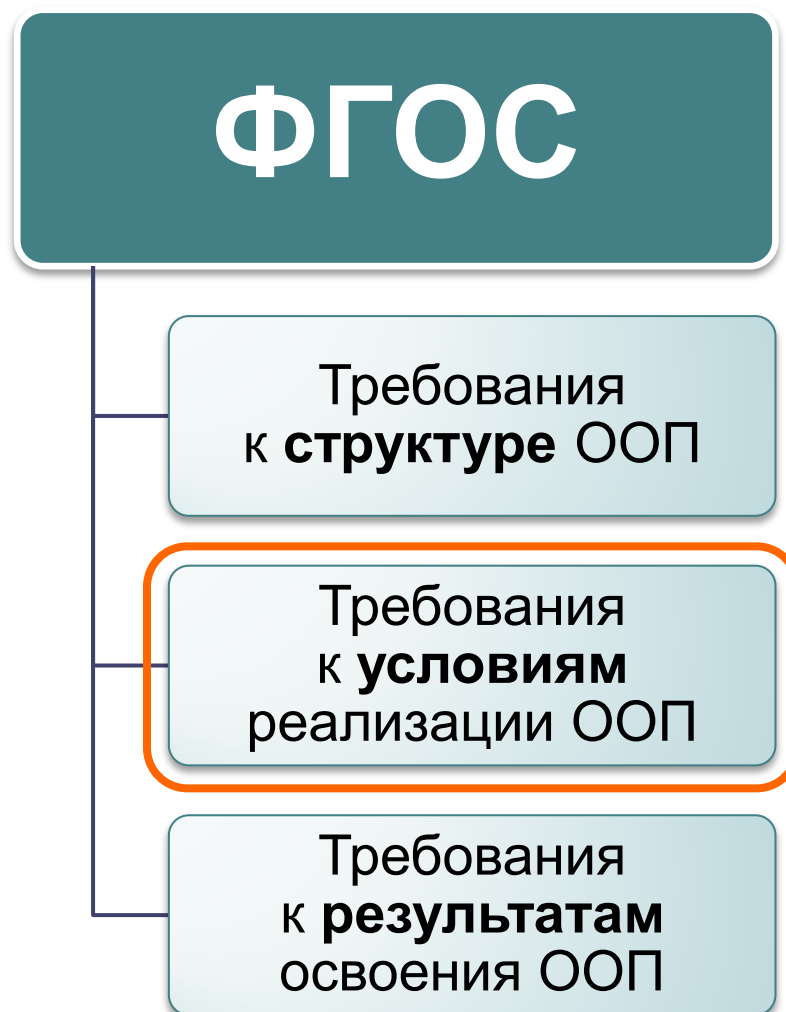 ФГОС
Требования
к структуре ООП
Требования
к условиям
реализации ООП
Требования
к результатам
освоения ООП